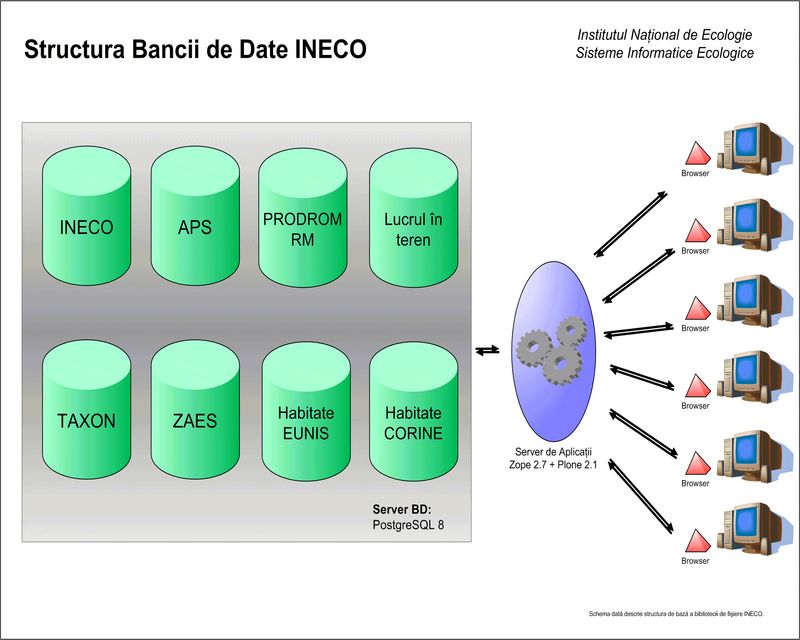 Structura Bancii de Date INECO
Institutul Național de Ecologie
Sisteme Informatice Ecologice
INECO
APS
PRODROM
RM
Lucrul în
teren
TAXON
ZAES
Habitate
EUNIS
Habitate
CORINE
Server BD:
PostgreSQL 8
Server de Aplicații
Zope 2.7 + Plone 2.1
Browser
Browser
Browser
Browser
Browser
Browser
Schema dată descrie structura de bază a bibliotecii de fişiere INECO.